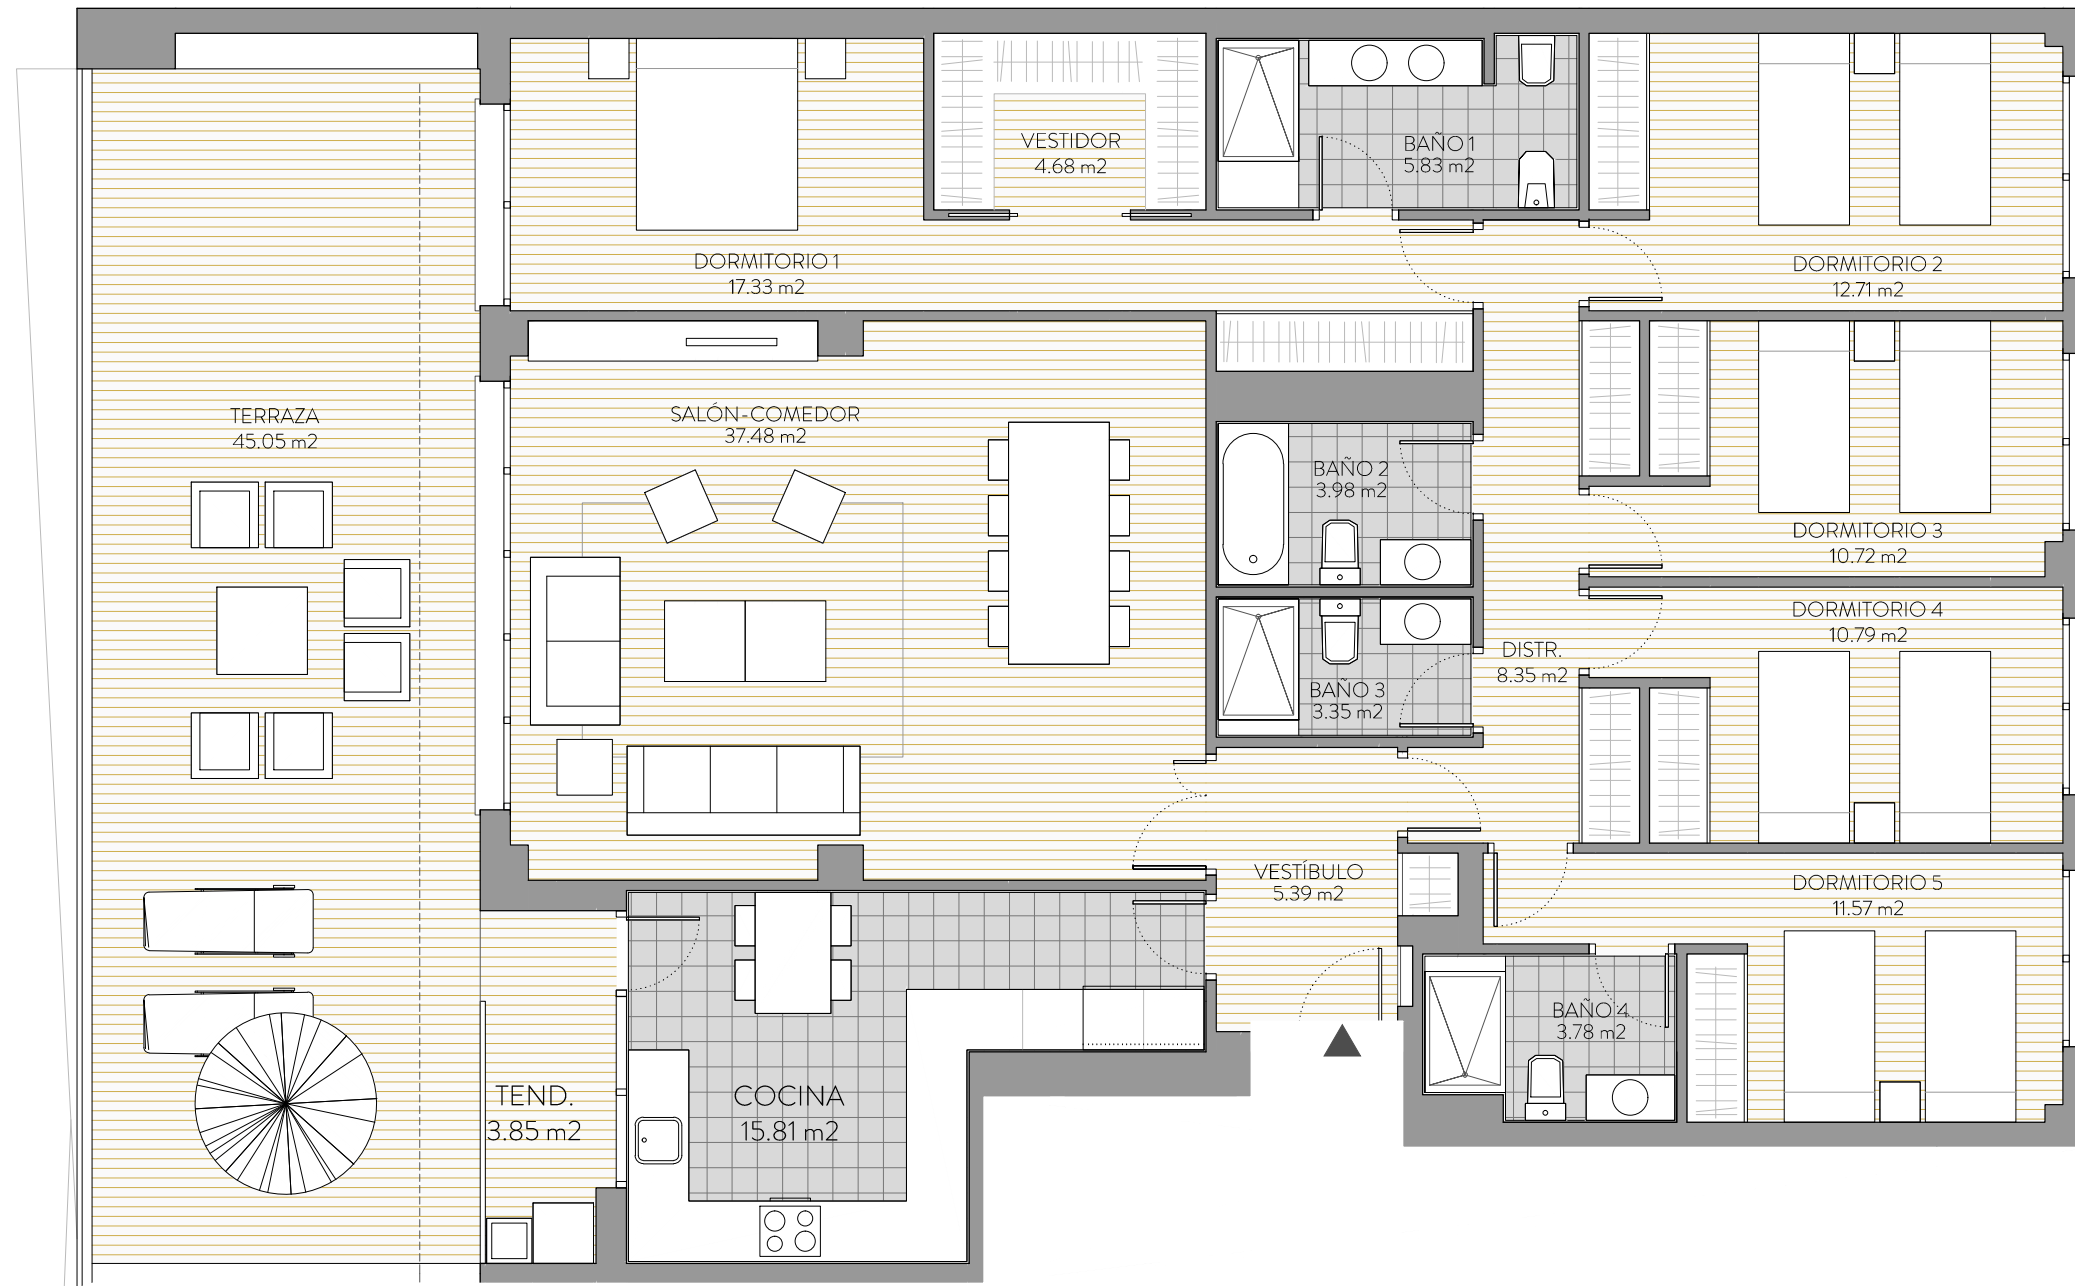 VESTIDOR
4.68 m2
BAÑO 1
5.83 m2
DORMITORIO 1
17.33 m2
DORMITORIO 2
12.71 m2
TERRAZA
45.05 m2
SALÓN-COMEDOR
37.48 m2
BAÑO 2
3.98 m2
DORMITORIO 3
10.72 m2
DORMITORIO 4
10.79 m2
DISTR.
8.35 m2
BAÑO 3
3.35 m2
VESTÍBULO
5.39 m2
DORMITORIO 5
11.57 m2
BAÑO 4
3.78 m2
TEND.
3.85 m2
COCINA
15.81 m2